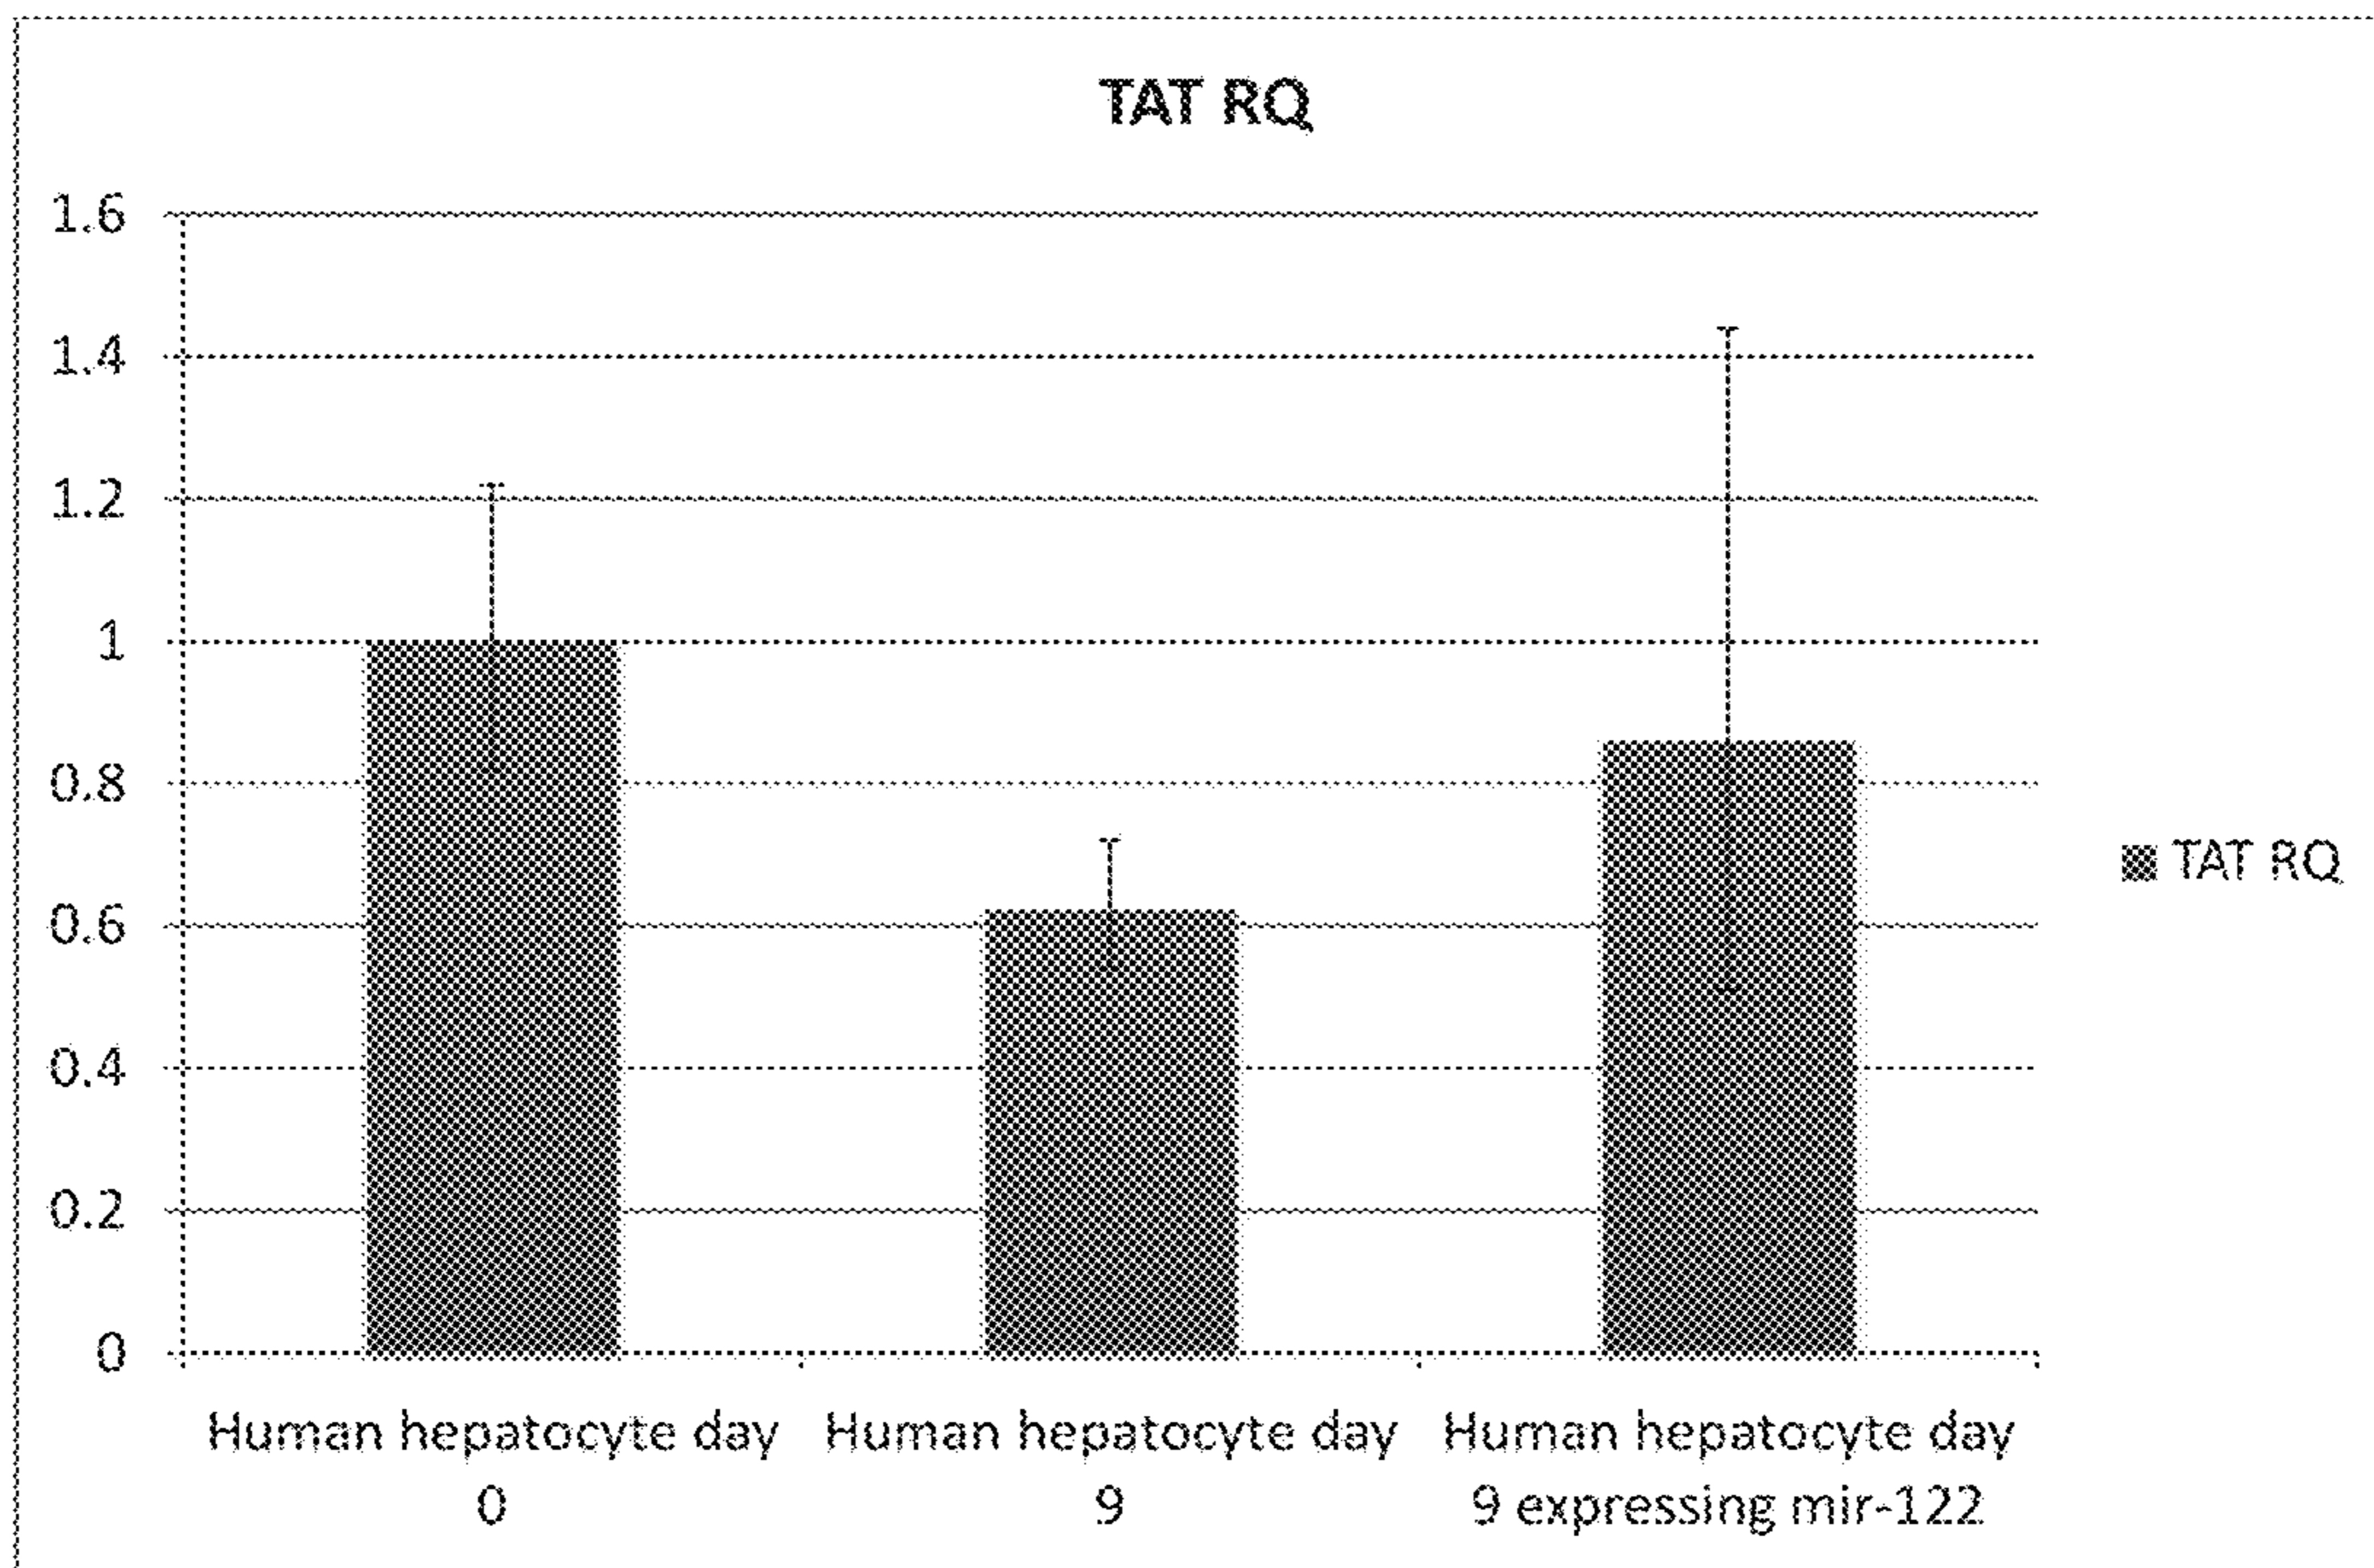 TAT RQ
1.6
1.4
1.2
1
0.8
0.6
0.4
0.2
0
TAT RQ
Human hepatocyte day
0
Human hepatocyte day
9
Human hepatocyte day
9 expressing mir-122